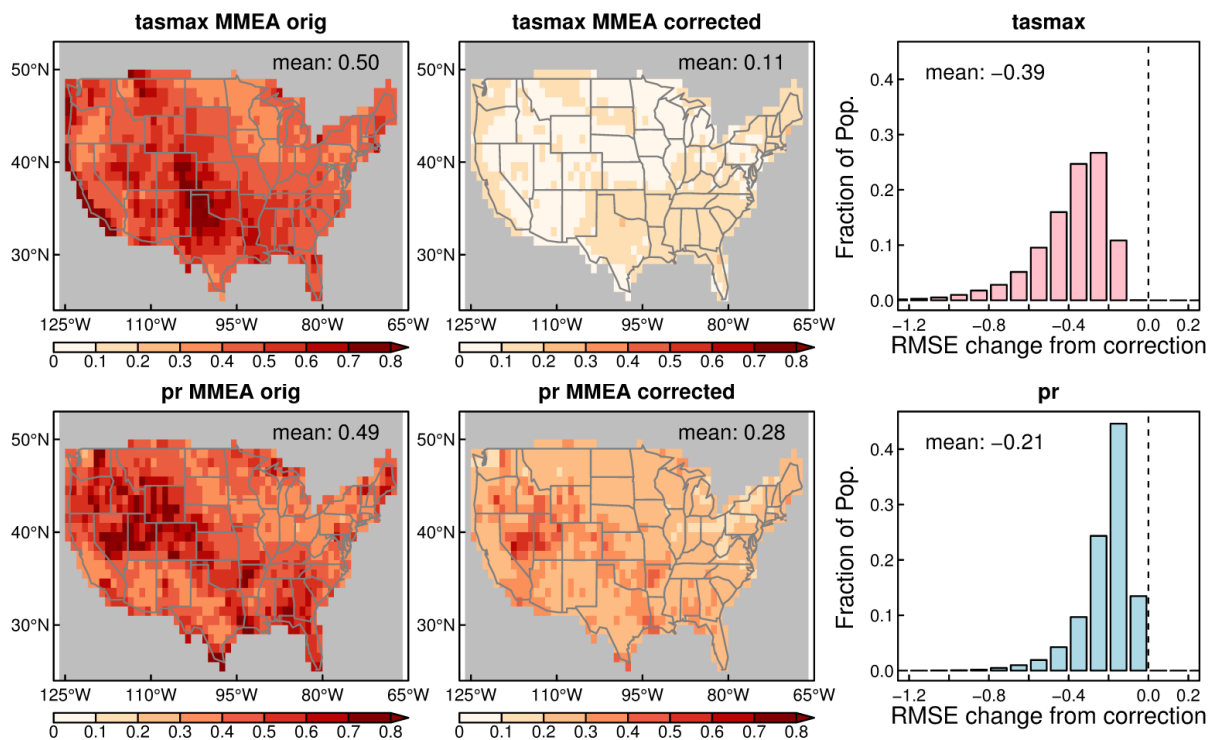 tasmax MMEA orig
mean: 0.50
50°N
40°N
30°N
125°W 110°W 95°W 80°W 65°W
0 0.1 0.2 0.3 0.4 0.5 0.6 0.7 0.8
tasmax MMEA corrected
mean: 0.11
50°N
40°N
30°N
125°W 110°W 95°W 80°W 65°W
0 0.1 0.2 0.3 0.4 0.5 0.6 0.7 0.8
tasmax
mean: −0.39
Fraction of Pop.
0.4
0.3
0.2
0.1
0.0
−1.2 −0.8 −0.4 0.0 0.2
RMSE change from correction
pr MMEA orig
mean: 0.49
50°N
40°N
30°N
125°W 110°W 95°W 80°W 65°W
0 0.1 0.2 0.3 0.4 0.5 0.6 0.7 0.8
pr MMEA corrected
mean: 0.28
50°N
40°N
30°N
125°W 110°W 95°W 80°W 65°W
0 0.1 0.2 0.3 0.4 0.5 0.6 0.7 0.8
pr
mean: −0.21
Fraction of Pop.
0.4
0.3
0.2
0.1
0.0
−1.2 −0.8 −0.4 0.0 0.2
RMSE change from correction